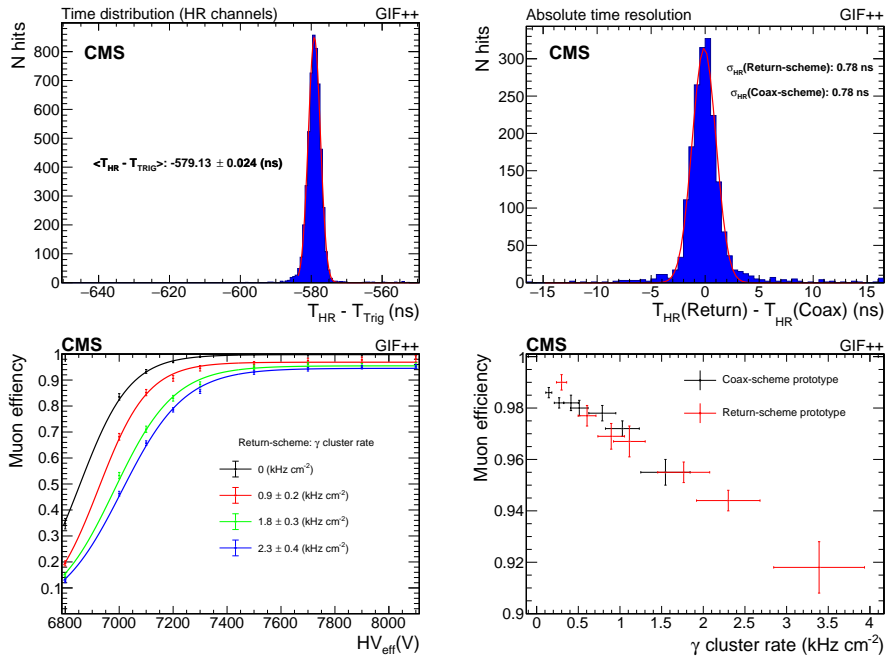 Time distribution (HR channels) GIF++
CMS
<T_HR - T_TRIG>: -579.13 ± 0.024 (ns)
N hits
800
700
600
500
400
300
200
100
0
−640 −620 −600 −580 −560
T_HR - T_Trig (ns)
Absolute time resolution GIF++
CMS
σ_HR(Return-scheme): 0.78 ns
σ_HR(Coax-scheme): 0.78 ns
N hits
300
250
200
150
100
50
0
−15 −10 −5 0 5 10 15
T_HR(Return) - T_HR(Coax) (ns)
CMS GIF++
Muon effiency
1
0.9
0.8
0.7
0.6
0.5
0.4
0.3
0.2
0.1
Return-scheme: γ cluster rate
0 (kHz cm⁻²)
0.9 ± 0.2 (kHz cm⁻²)
1.8 ± 0.3 (kHz cm⁻²)
2.3 ± 0.4 (kHz cm⁻²)
6800 7000 7200 7400 7600 7800 8000
HV_eff(V)
CMS GIF++
Muon efficiency
1
0.98
0.96
0.94
0.92
0.9
Coax-scheme prototype
Return-scheme prototype
0 0.5 1 1.5 2 2.5 3 3.5 4
γ cluster rate (kHz cm⁻²)